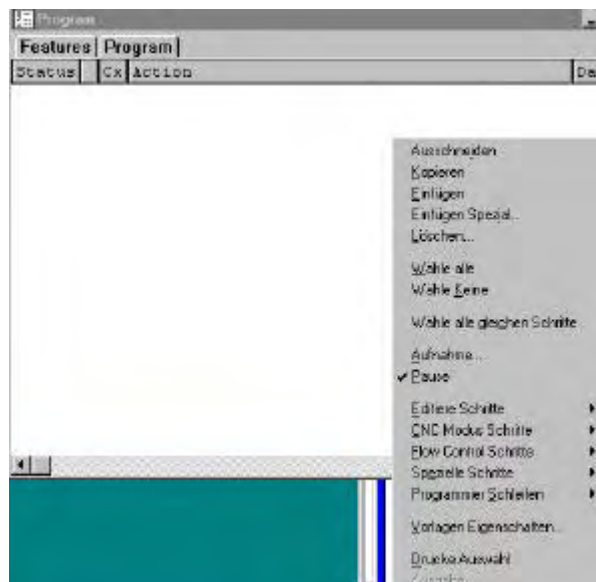 Program
Features Program
Status Cx Action Da
Ausschneiden
Kopieren
Einfügen
Einfügen Spezial...
Löschen...
Wähle alle
Wähle Keine
Wähle alle gleichen Schritte
Aufnahme...
Pause
Editiere Schritte
CNC Modus Schritte
Flow Control Schritte
Spezielle Schritte
Programmier Schleifen
Vorlagen Eigenschaften...
Drucke Auswahl